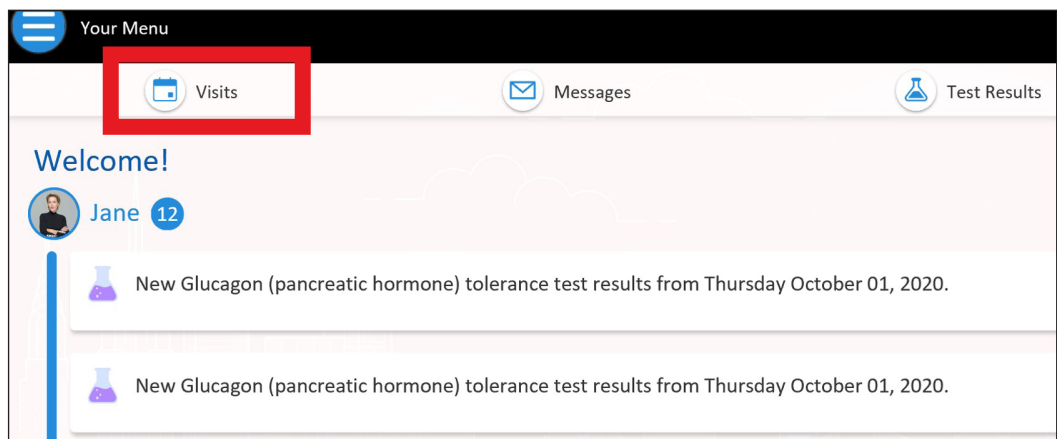 Your Menu
Visits
Messages
Test Results
Welcome!
Jane 12
New Glucagon (pancreatic hormone) tolerance test results from Thursday October 01, 2020.
New Glucagon (pancreatic hormone) tolerance test results from Thursday October 01, 2020.